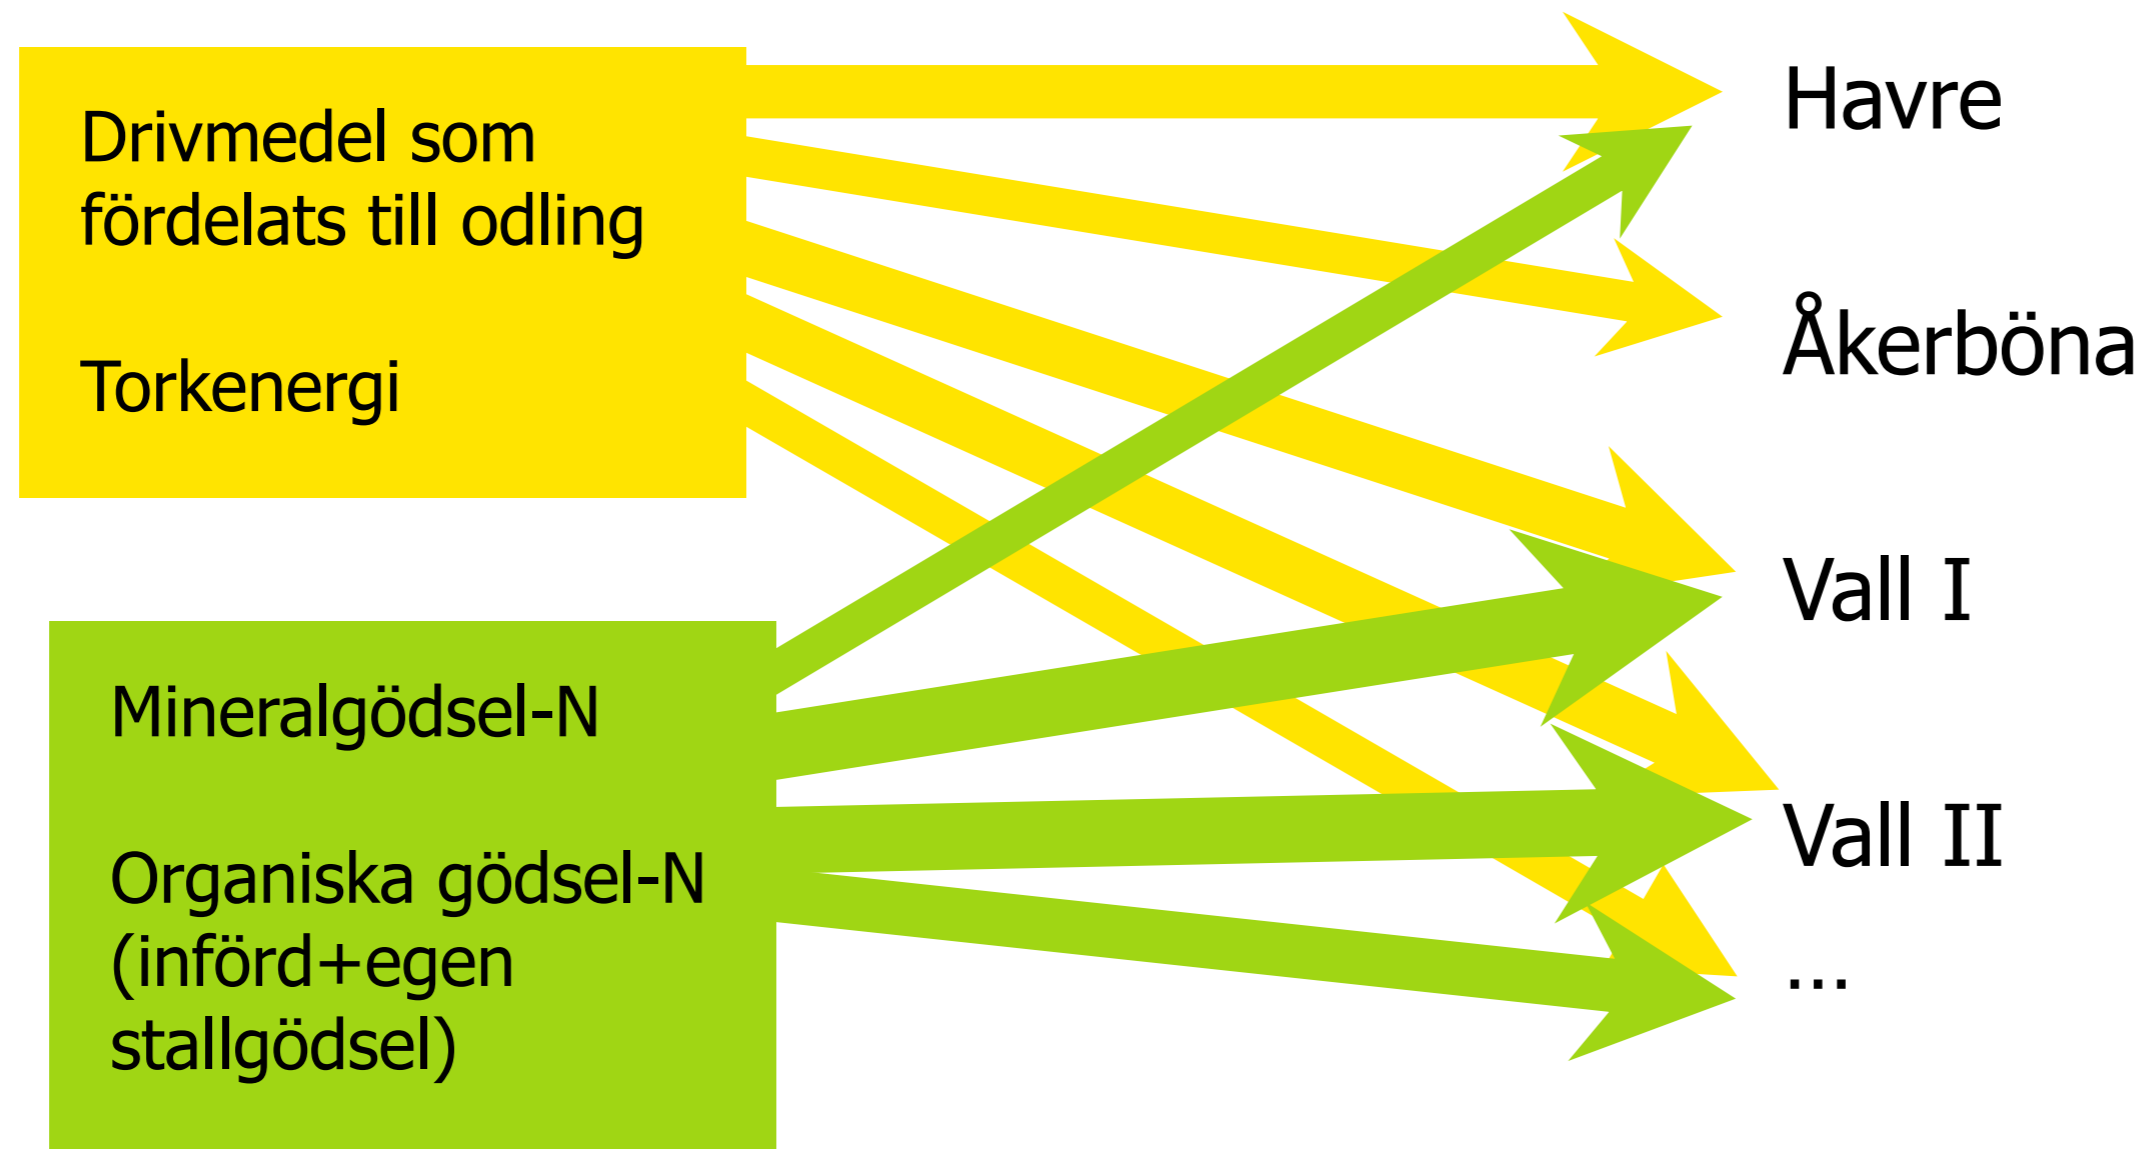 Drivmedel som
fördelats till odling
Torkenergi
Mineralgödsel-N
Organiska gödsel-N
(införd+egen
stallgödsel)
Havre
Åkerböna
Vall I
Vall II
...